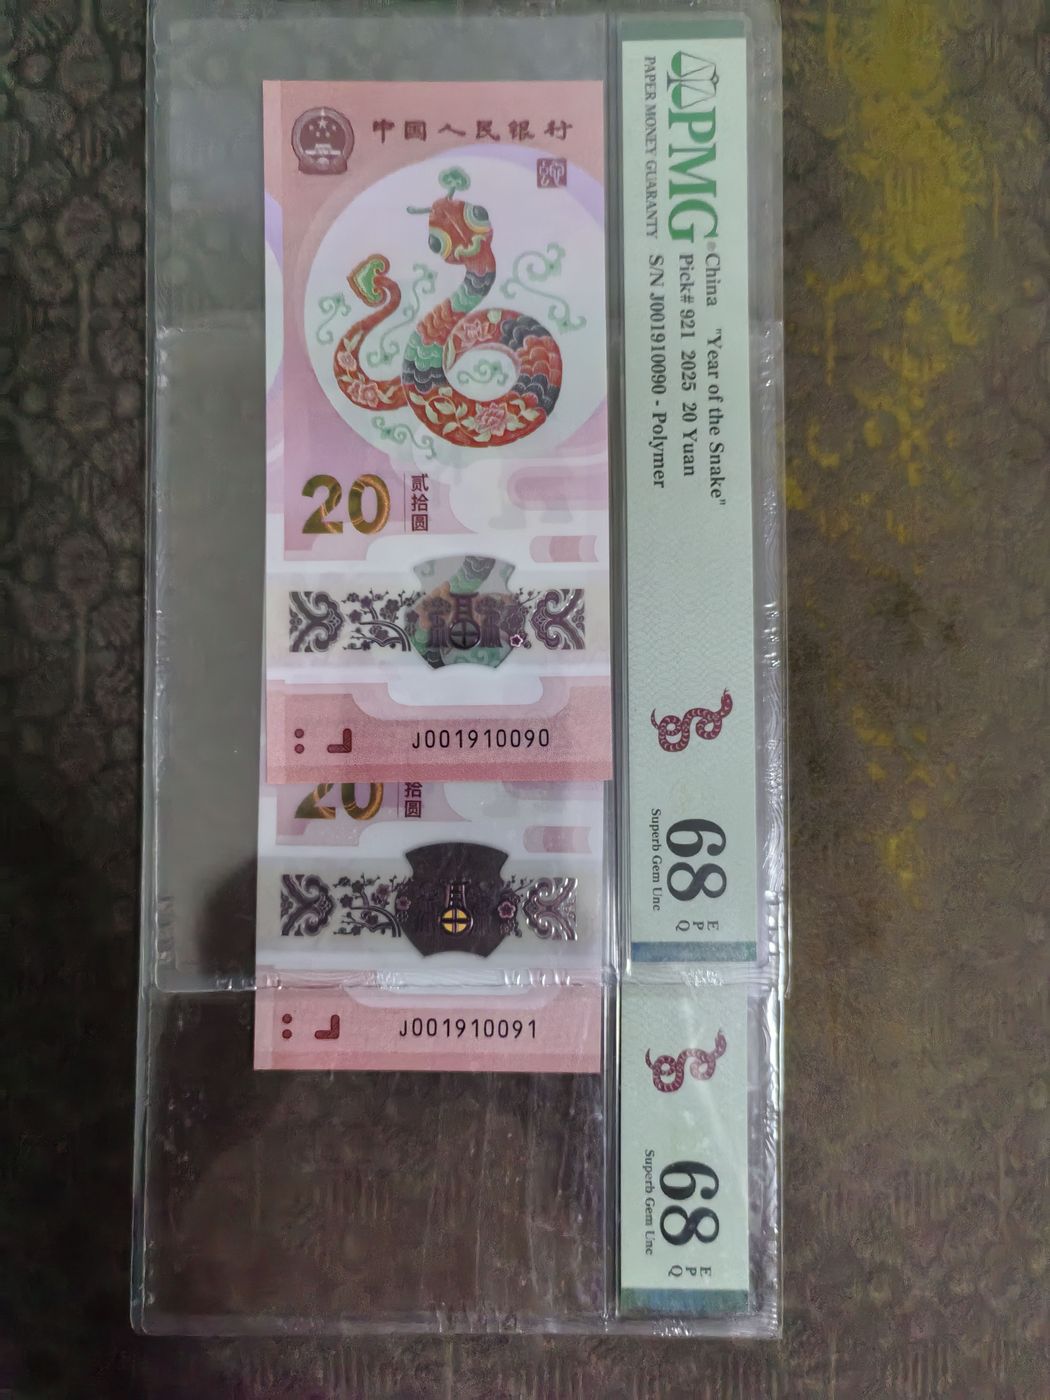 中国人民银行
20
贰拾圆
J001910090
20
拾圆
J001910091
PMG®
PAPER MONEY GUARANTY
China "Year of the Snake"
Pick# 921 2025 20 Yuan
S/N J001910090 - Polymer
68
EPQ
Superb Gem Unc
68
EPQ
Superb Gem Unc